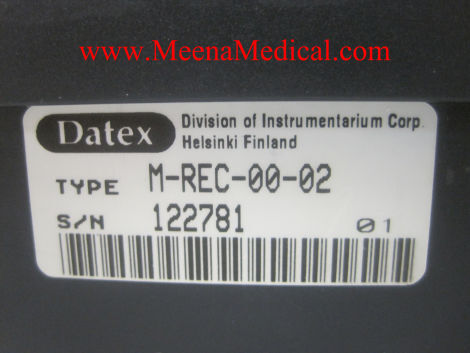 www.MeenaMedical.com
Datex Division of Instrumentarium Corp.
Helsinki Finland
TYPE M-REC-00-02
S/N 122781 01